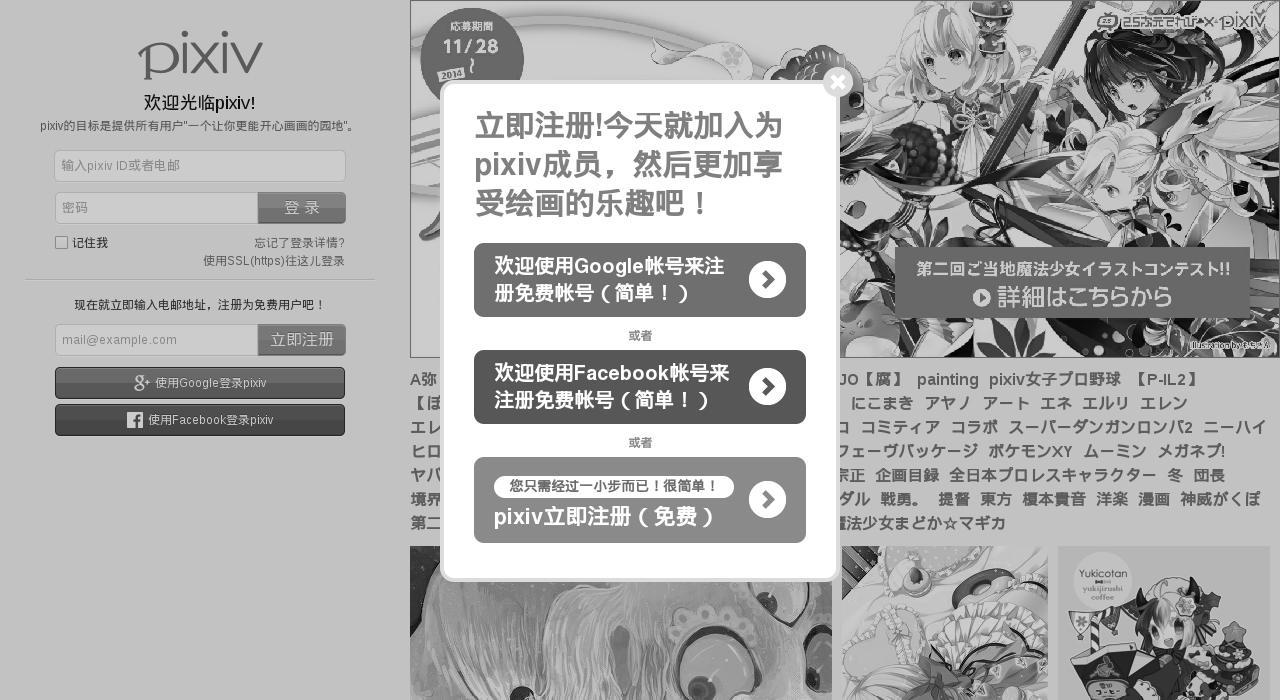 pixiv
欢迎光临pixiv!
pixiv的目标是提供所有用户"一个让你更能开心画画的园地"。
输入pixiv ID或者电邮
密码
登 录
记住我
忘记了登录详情?
使用SSL(https)往这儿登录
现在就立即输入电邮地址，注册为免费用户吧！
mail@example.com
立即注册
使用Google登录pixiv
使用Facebook登录pixiv
応募期間
11/28
2014
× pixiv
第二回ご当地魔法少女イラストコンテスト!!
詳細はこちらから
立即注册!今天就加入为
pixiv成员，然后更加享
受绘画的乐趣吧！
欢迎使用Google帐号来注
册免费帐号（简单！）
或者
欢迎使用Facebook帐号来
注册免费帐号（简单！）
或者
您只需经过一小步而已！很简单！
pixiv立即注册（免费）
A弥
JO【腐】 painting pixiv女子プロ野球 【P-IL2】
【ぽ
にこまき アヤノ アート エネ エルリ エレン
エレ
コ コミティア コラボ スーパーダンガンロンパ2 ニーハイ
ヒロ
フェーヴパッケージ ポケモンXY ムーミン メガネブ!
ヤバ
宗正 企画目録 全日本プロレスキャラクター 冬 団長
境界
ダル 戦勇。 提督 東方 榎本貴音 洋楽 漫画 神威がくぽ
第二
魔法少女まどか☆マギカ
Yukicotan
yukijirushi
coffee